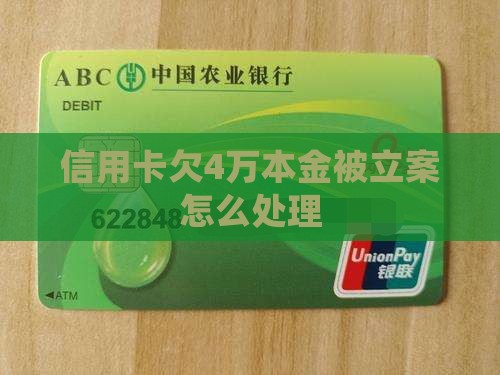 ABC 中国农业银行
DEBIT
信用卡欠4万本金被立案
怎么处理
622848
UnionPay
银联
◄ATM